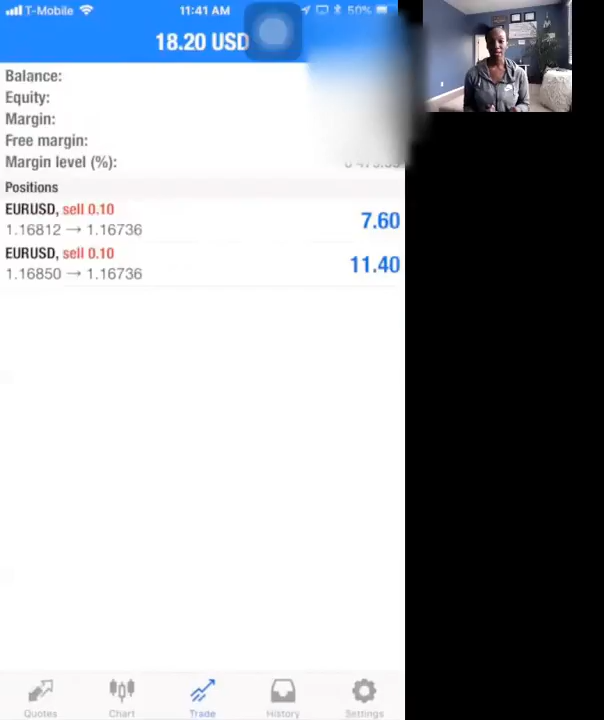 T-Mobile 11:41 AM 50%
18.20 USD
Balance:
Equity:
Margin:
Free margin:
Margin level (%):
Positions
EURUSD, sell 0.10
1.16812 → 1.16736 7.60
EURUSD, sell 0.10
1.16850 → 1.16736 11.40
Quotes Chart Trade History Settings